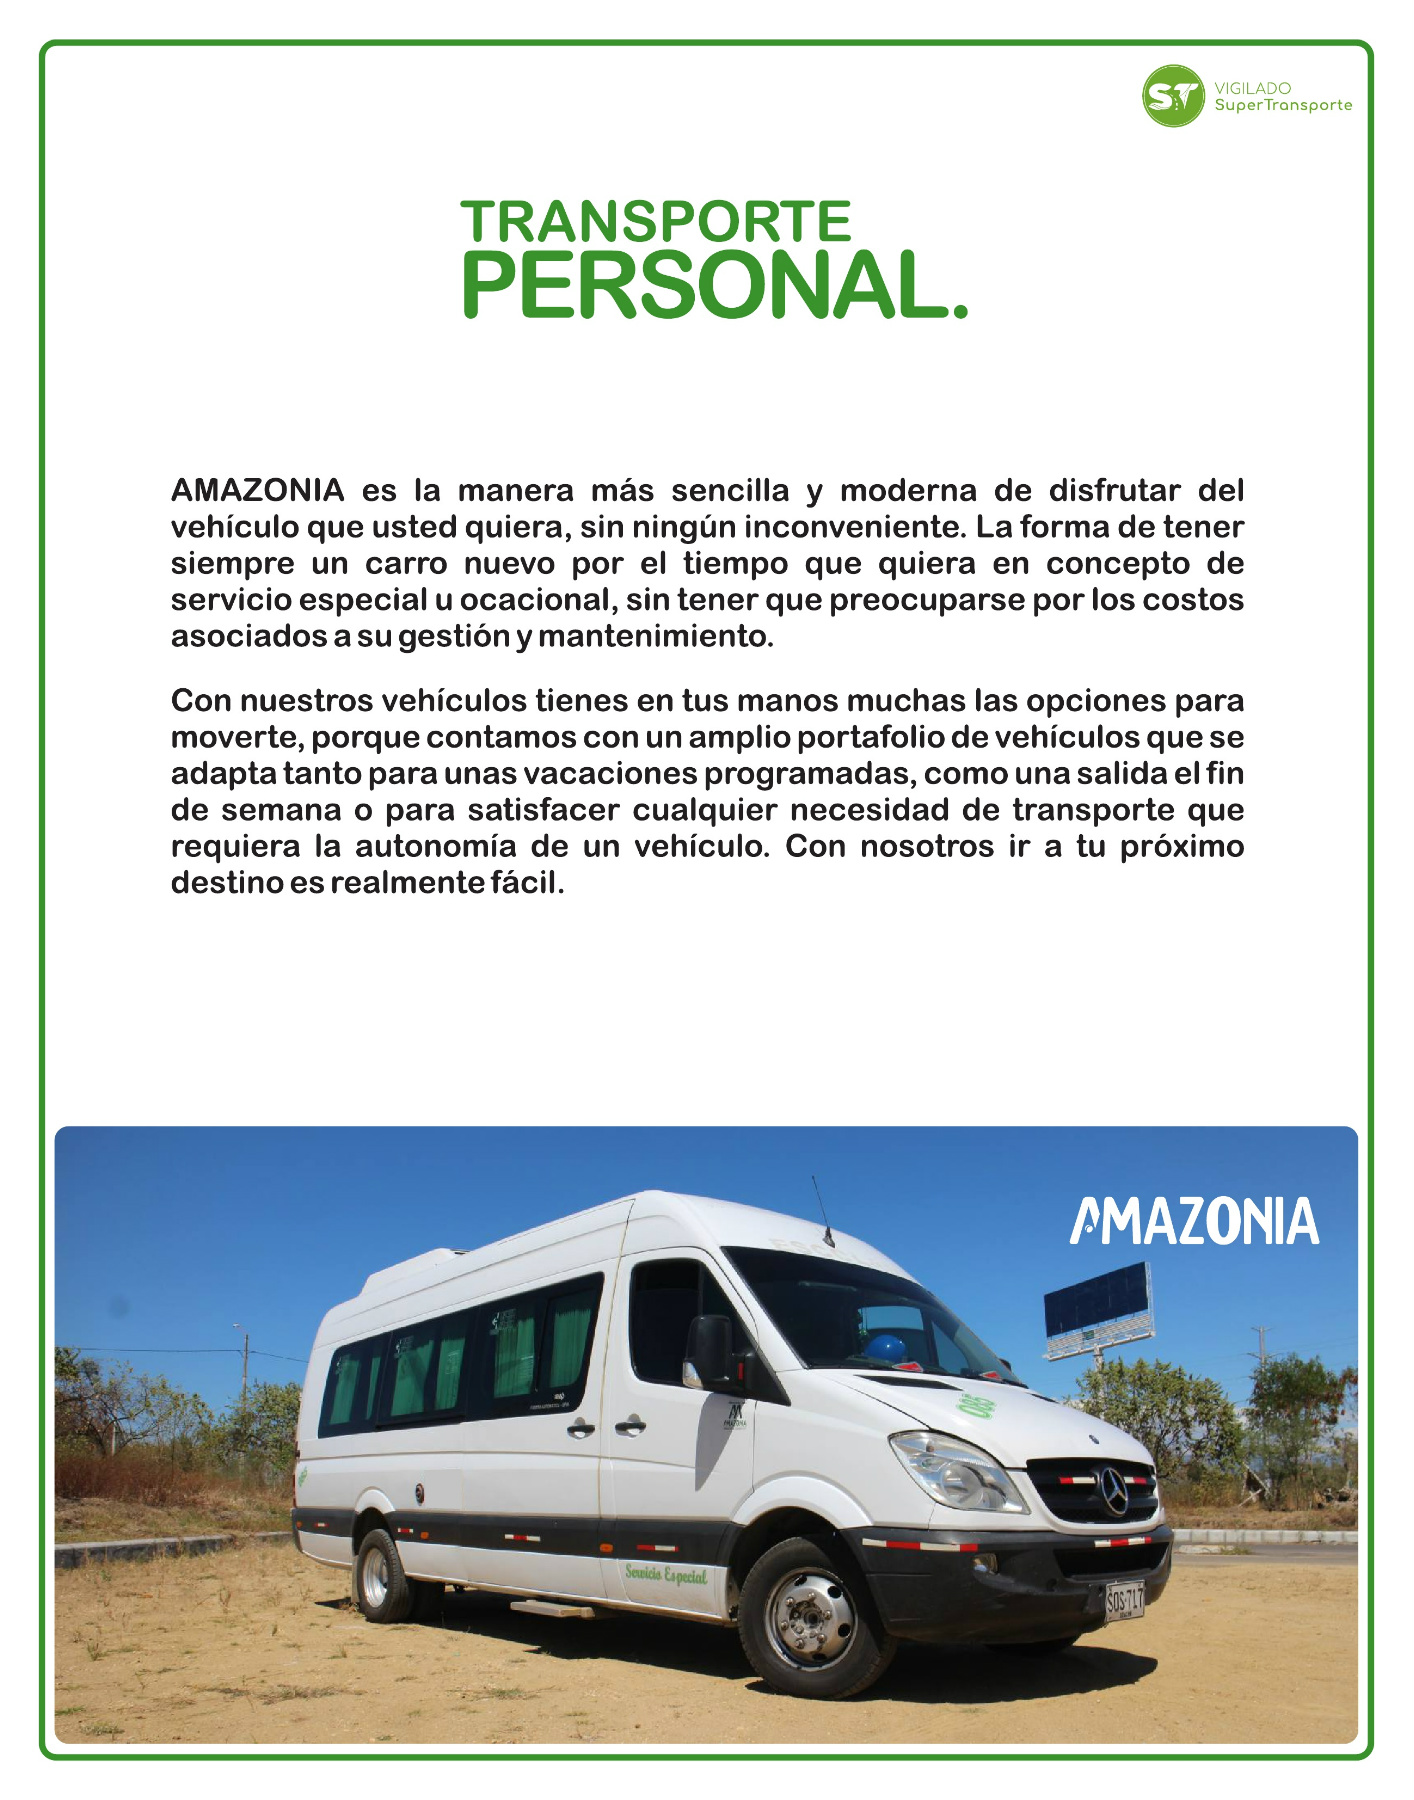 ST
VIGILADO
SuperTransporte
TRANSPORTE
PERSONAL.
AMAZONIA es la manera más sencilla y moderna de disfrutar del
vehículo que usted quiera, sin ningún inconveniente. La forma de tener
siempre un carro nuevo por el tiempo que quiera en concepto de
servicio especial u ocacional, sin tener que preocuparse por los costos
asociados a su gestión y mantenimiento.
Con nuestros vehículos tienes en tus manos muchas las opciones para
moverte, porque contamos con un amplio portafolio de vehículos que se
adapta tanto para unas vacaciones programadas, como una salida el fin
de semana o para satisfacer cualquier necesidad de transporte que
requiera la autonomía de un vehículo. Con nosotros ir a tu próximo
destino es realmente fácil.
AMAZONIA
085
AMAZONIA
Servicio Especial
SQS-717